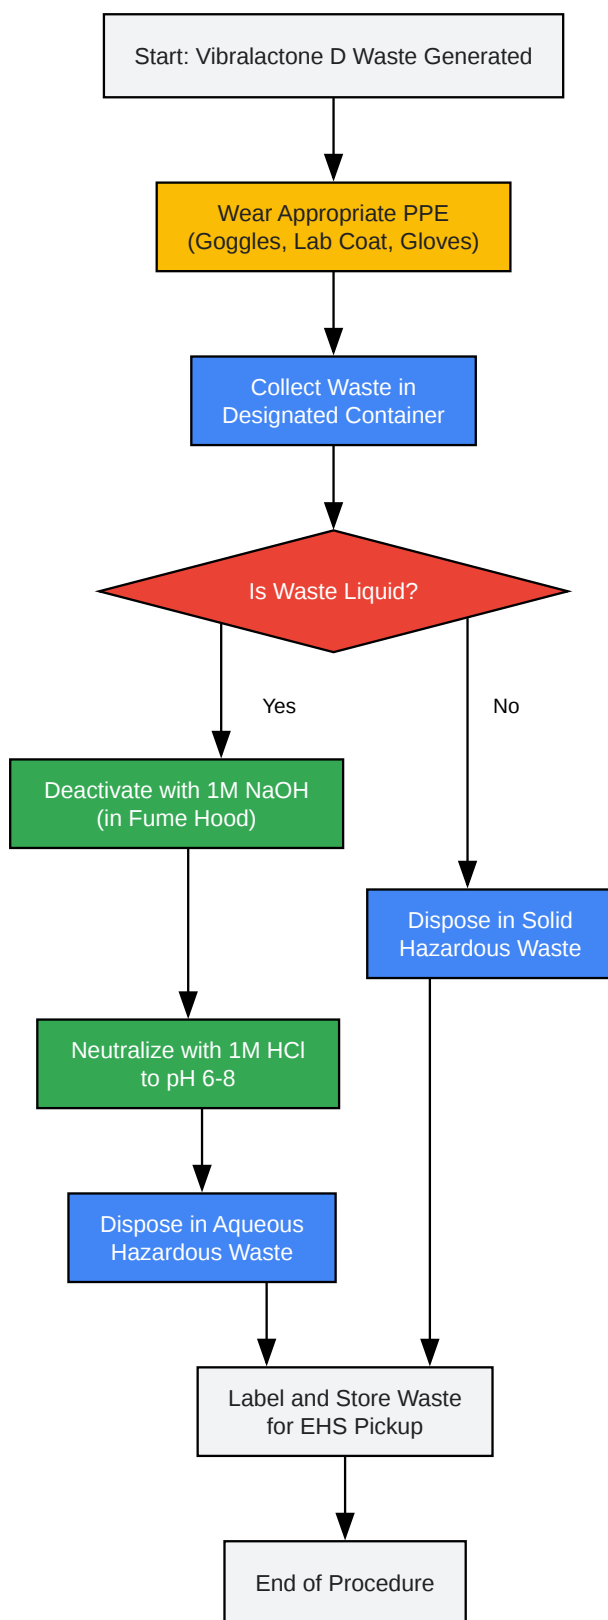 Start: Vibralactone D Waste Generated
Wear Appropriate PPE
(Goggles, Lab Coat, Gloves)
Collect Waste in
Designated Container
Is Waste Liquid?
Yes
No
Deactivate with 1M NaOH
(in Fume Hood)
Dispose in Solid
Hazardous Waste
Neutralize with 1M HCl
to pH 6-8
Dispose in Aqueous
Hazardous Waste
Label and Store Waste
for EHS Pickup
End of Procedure